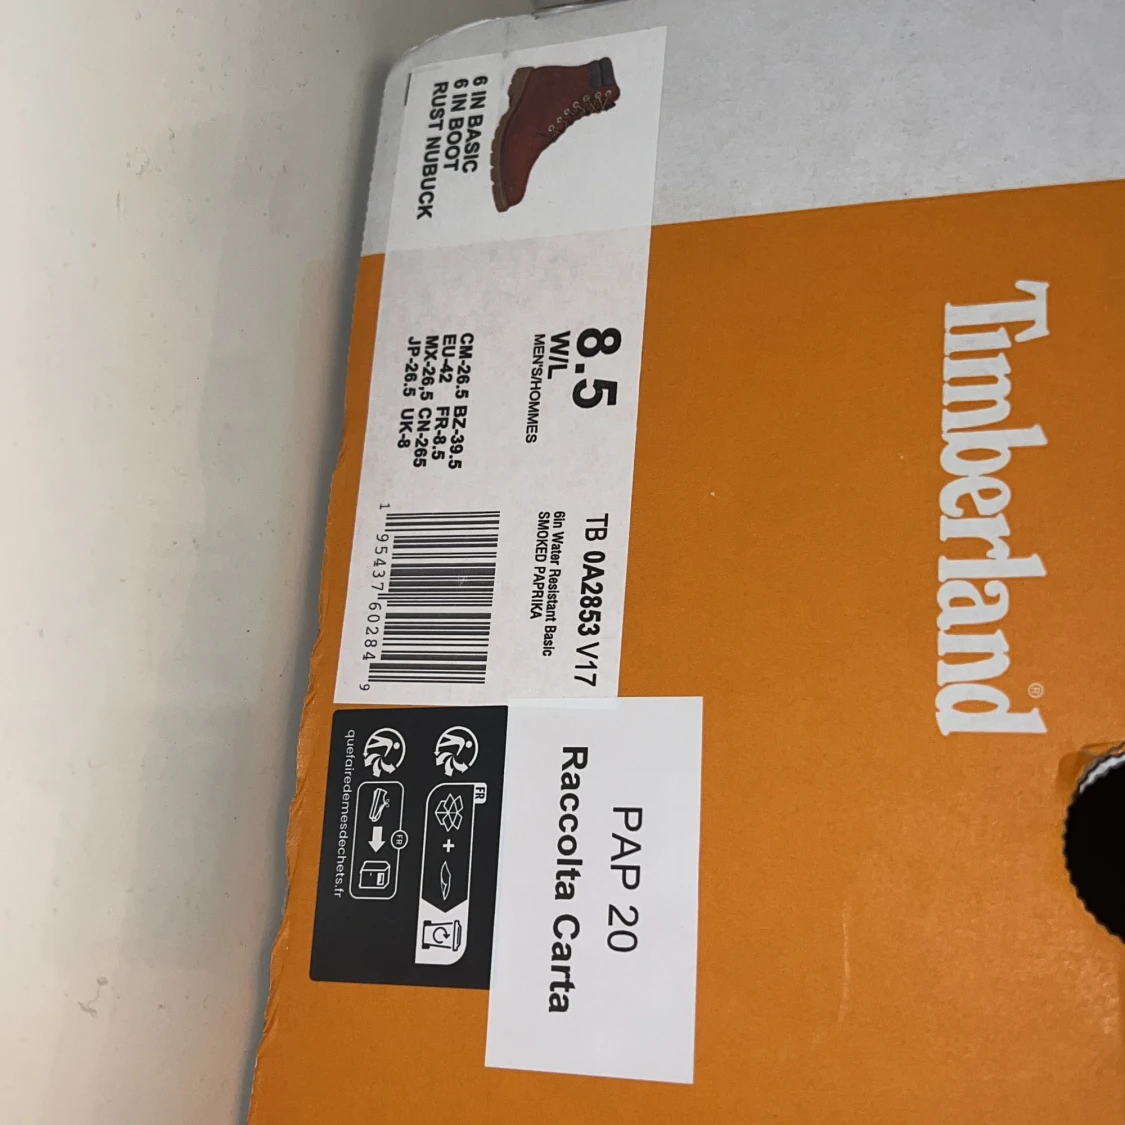 6 IN BASIC
6 IN BOOT
RUST NUBUCK
8.5
W/L
MEN'S/HOMMES
CM-26.5 BZ-39.5
EU-42 FR-8.5
MX-26,5 CN-265
JP-26.5 UK-8
TB 0A2853 V17
6in Water Resistant Basic
SMOKED PAPRIKA
1 95437 60284 9
Timberland®
PAP 20
Raccolta Carta
FR
+
FR
quefairedemesdechets.fr